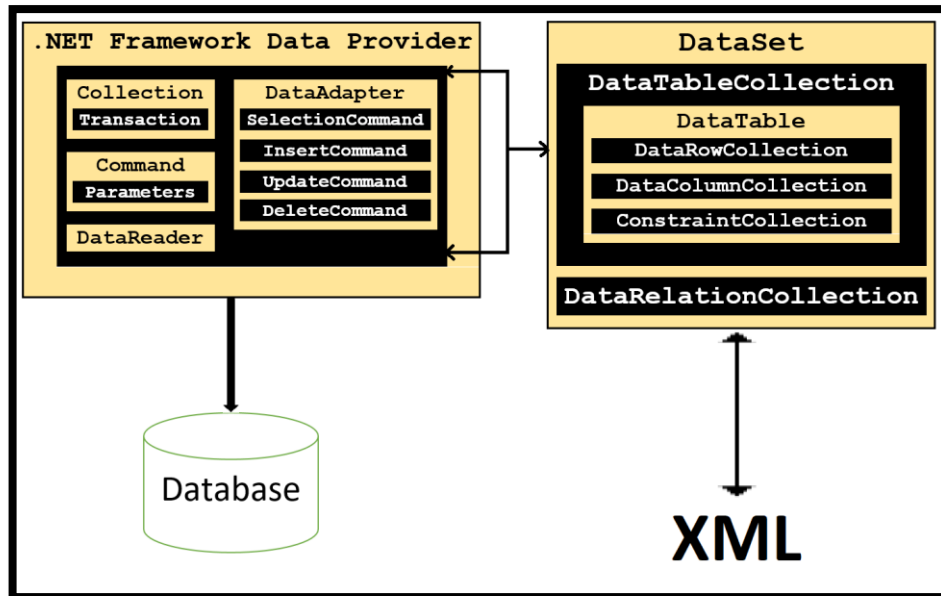 .NET Framework Data Provider
Collection
Transaction
Command
Parameters
DataReader
DataAdapter
SelectionCommand
InsertCommand
UpdateCommand
DeleteCommand
DataSet
DataTableCollection
DataTable
DataRowCollection
DataColumnCollection
ConstraintCollection
DataRelationCollection
Database
XML